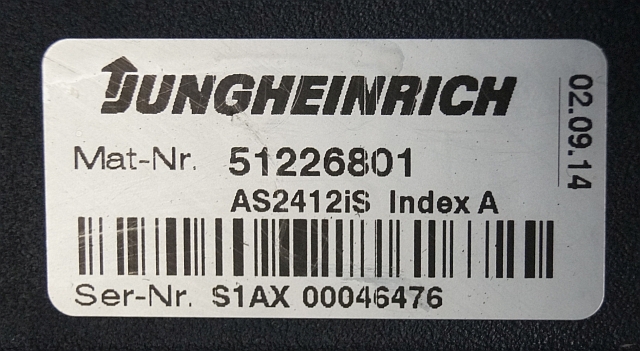 JUNGHEINRICH
Mat-Nr. 51226801
AS2412iS Index A
Ser-Nr. S1AX 00046476
02.09.14